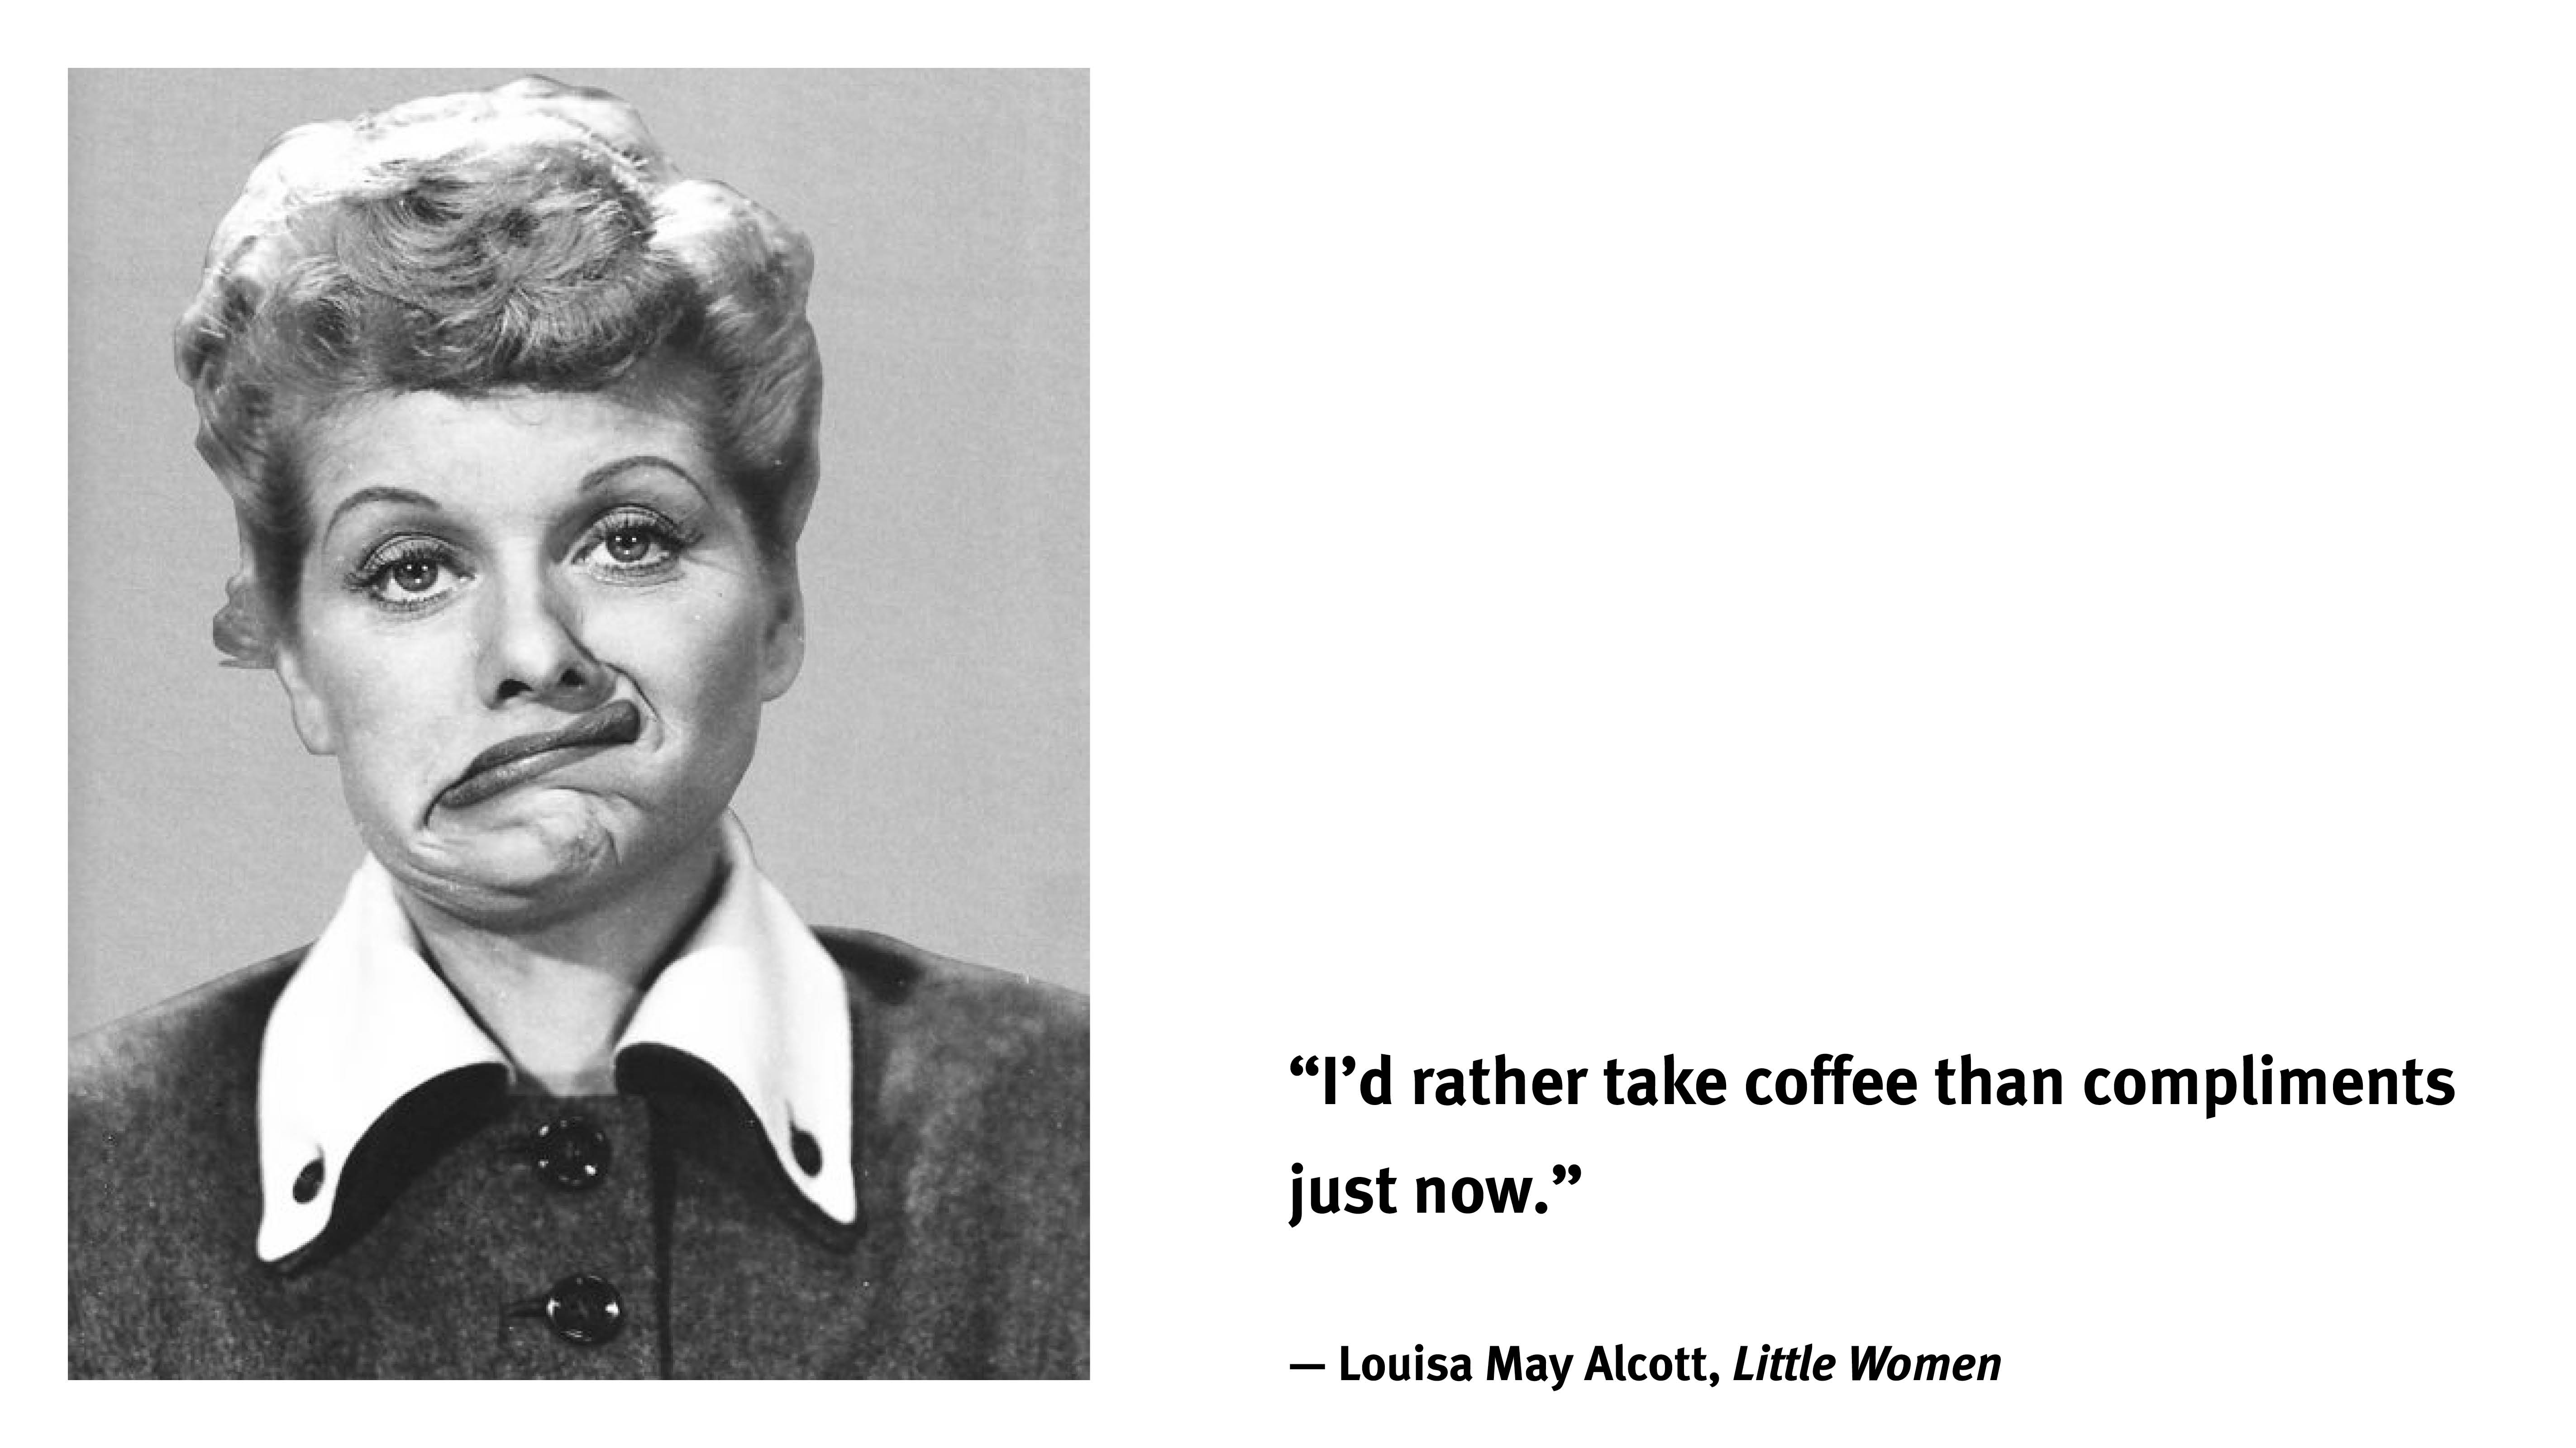 “I’d rather take coffee than compliments
just now.”
— Louisa May Alcott, Little Women